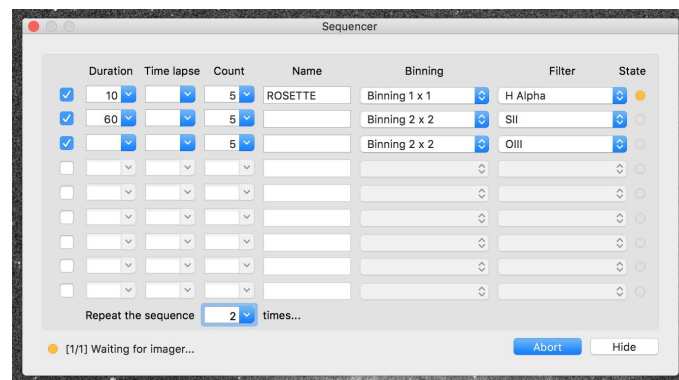 Sequencer
Duration Time lapse Count Name Binning Filter State
10 5 ROSETTE Binning 1 x 1 H Alpha
60 5 Binning 2 x 2 SII
5 Binning 2 x 2 OIII
Repeat the sequence 2 times...
[1/1] Waiting for imager... Abort Hide